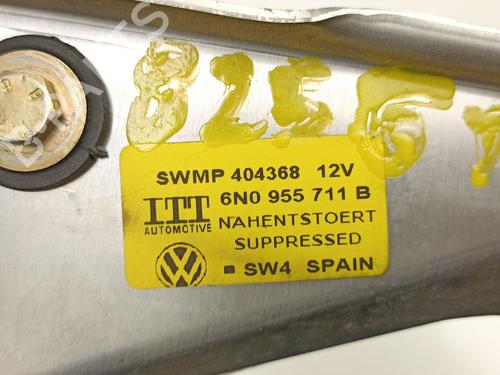 SWMP 404368 12V
6N0 955 711 B
ITT
AUTOMOTIVE
NAHENTSTOERT
SUPPRESSED
SW4 SPAIN